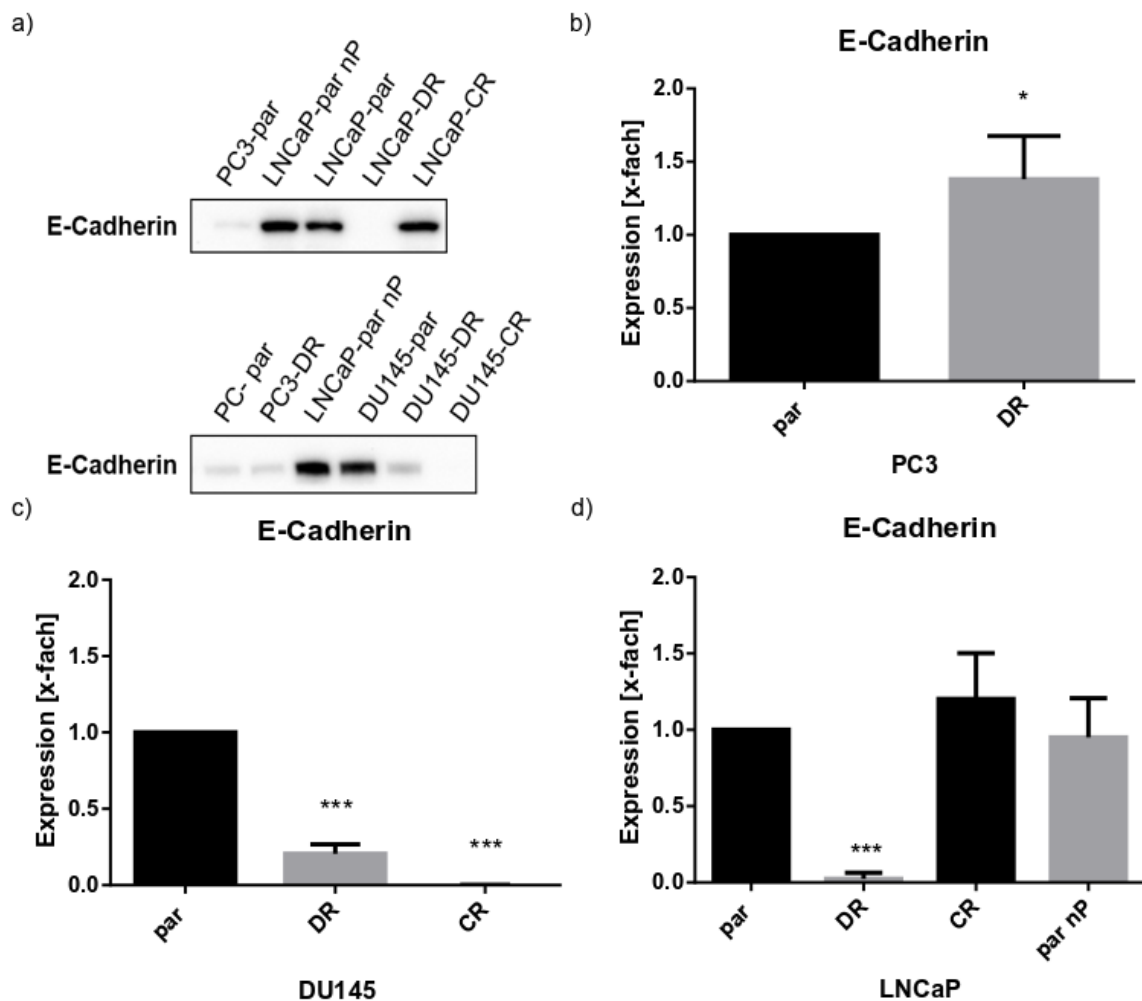 a)
PC3-par
LNCaP-par nP
LNCaP-par
LNCaP-DR
LNCaP-CR
E-Cadherin
PC- par
PC3-DR
LNCaP-par nP
DU145-par
DU145-DR
DU145-CR
E-Cadherin
b)
E-Cadherin
Expression [x-fach]
2.0
1.5
1.0
0.5
0.0
*
par
DR
PC3
c)
E-Cadherin
Expression [x-fach]
2.0
1.5
1.0
0.5
0.0
***
***
par
DR
CR
DU145
d)
E-Cadherin
Expression [x-fach]
2.0
1.5
1.0
0.5
0.0
***
par
DR
CR
par nP
LNCaP